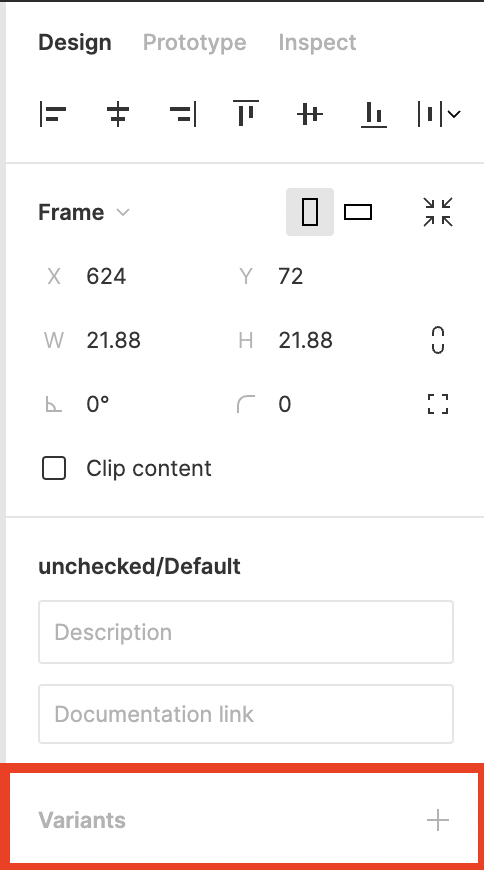 Design Prototype Inspect
Frame
X 624 Y 72
W 21.88 H 21.88
0° 0
Clip content
unchecked/Default
Description
Documentation link
Variants